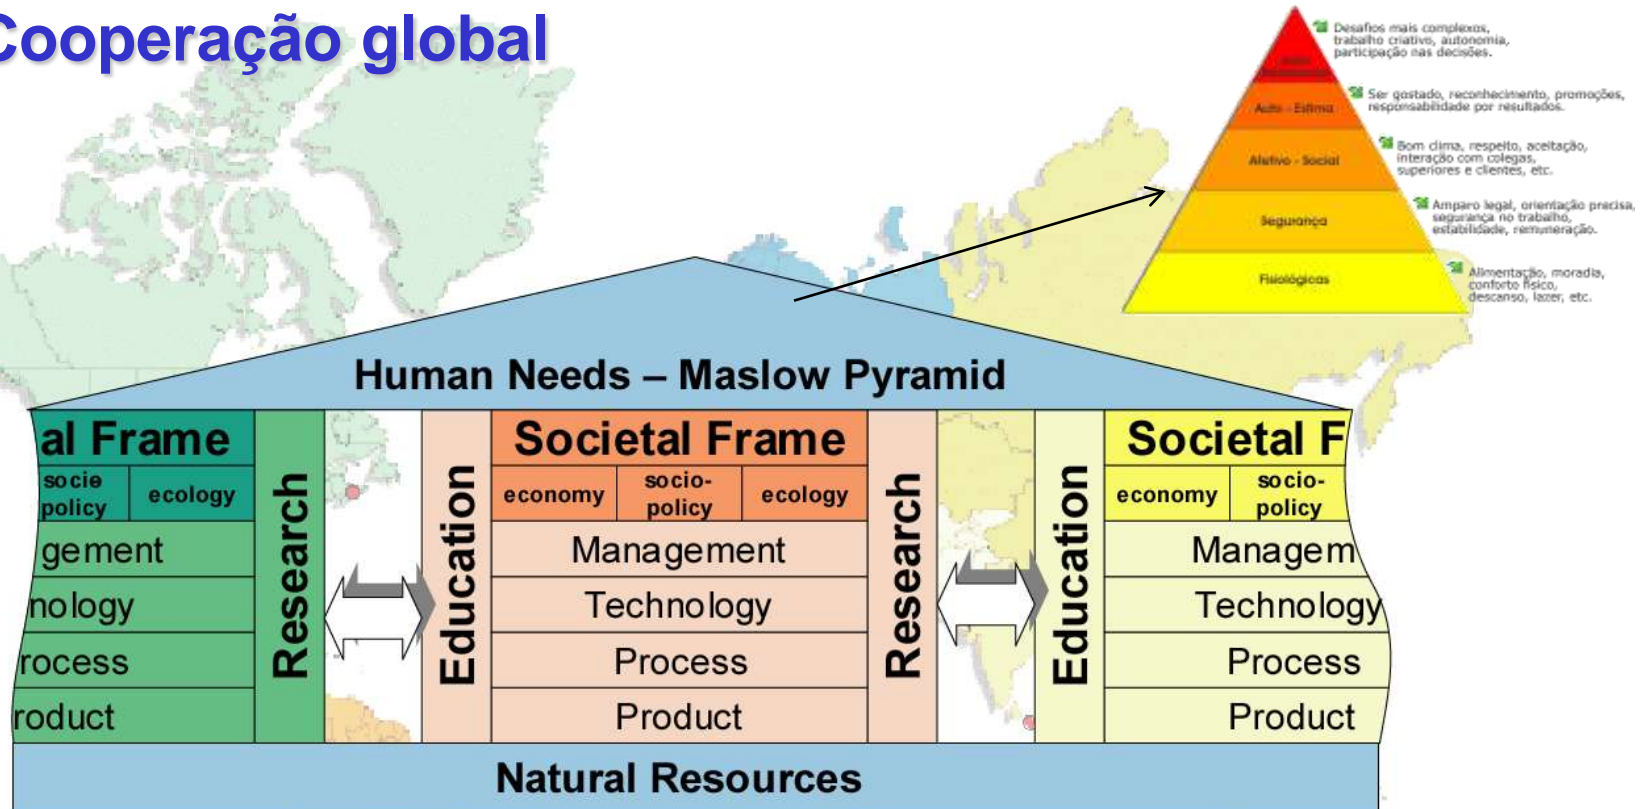 Cooperação global
Desafios mais complexos,
trabalho criativo, autonomia,
participação nas decisões.
Auto - Estima
Ser gostado, reconhecimento, promoções,
responsabilidade por resultados.
Afetivo - Social
Bom clima, respeito, aceitação,
interação com colegas,
superiores e clientes, etc.
Segurança
Amparo legal, orientação precisa,
segurança no trabalho,
estabilidade, remuneração.
Fisiológicas
Alimentação, moradia,
conforto físico,
descanso, lazer, etc.
Human Needs – Maslow Pyramid
al Frame
socio
policy
ecology
gement
nology
rocess
roduct
Research
Education
Societal Frame
economy
socio-
policy
ecology
Management
Technology
Process
Product
Research
Education
Societal F
economy
socio-
policy
Managem
Technology
Process
Product
Natural Resources